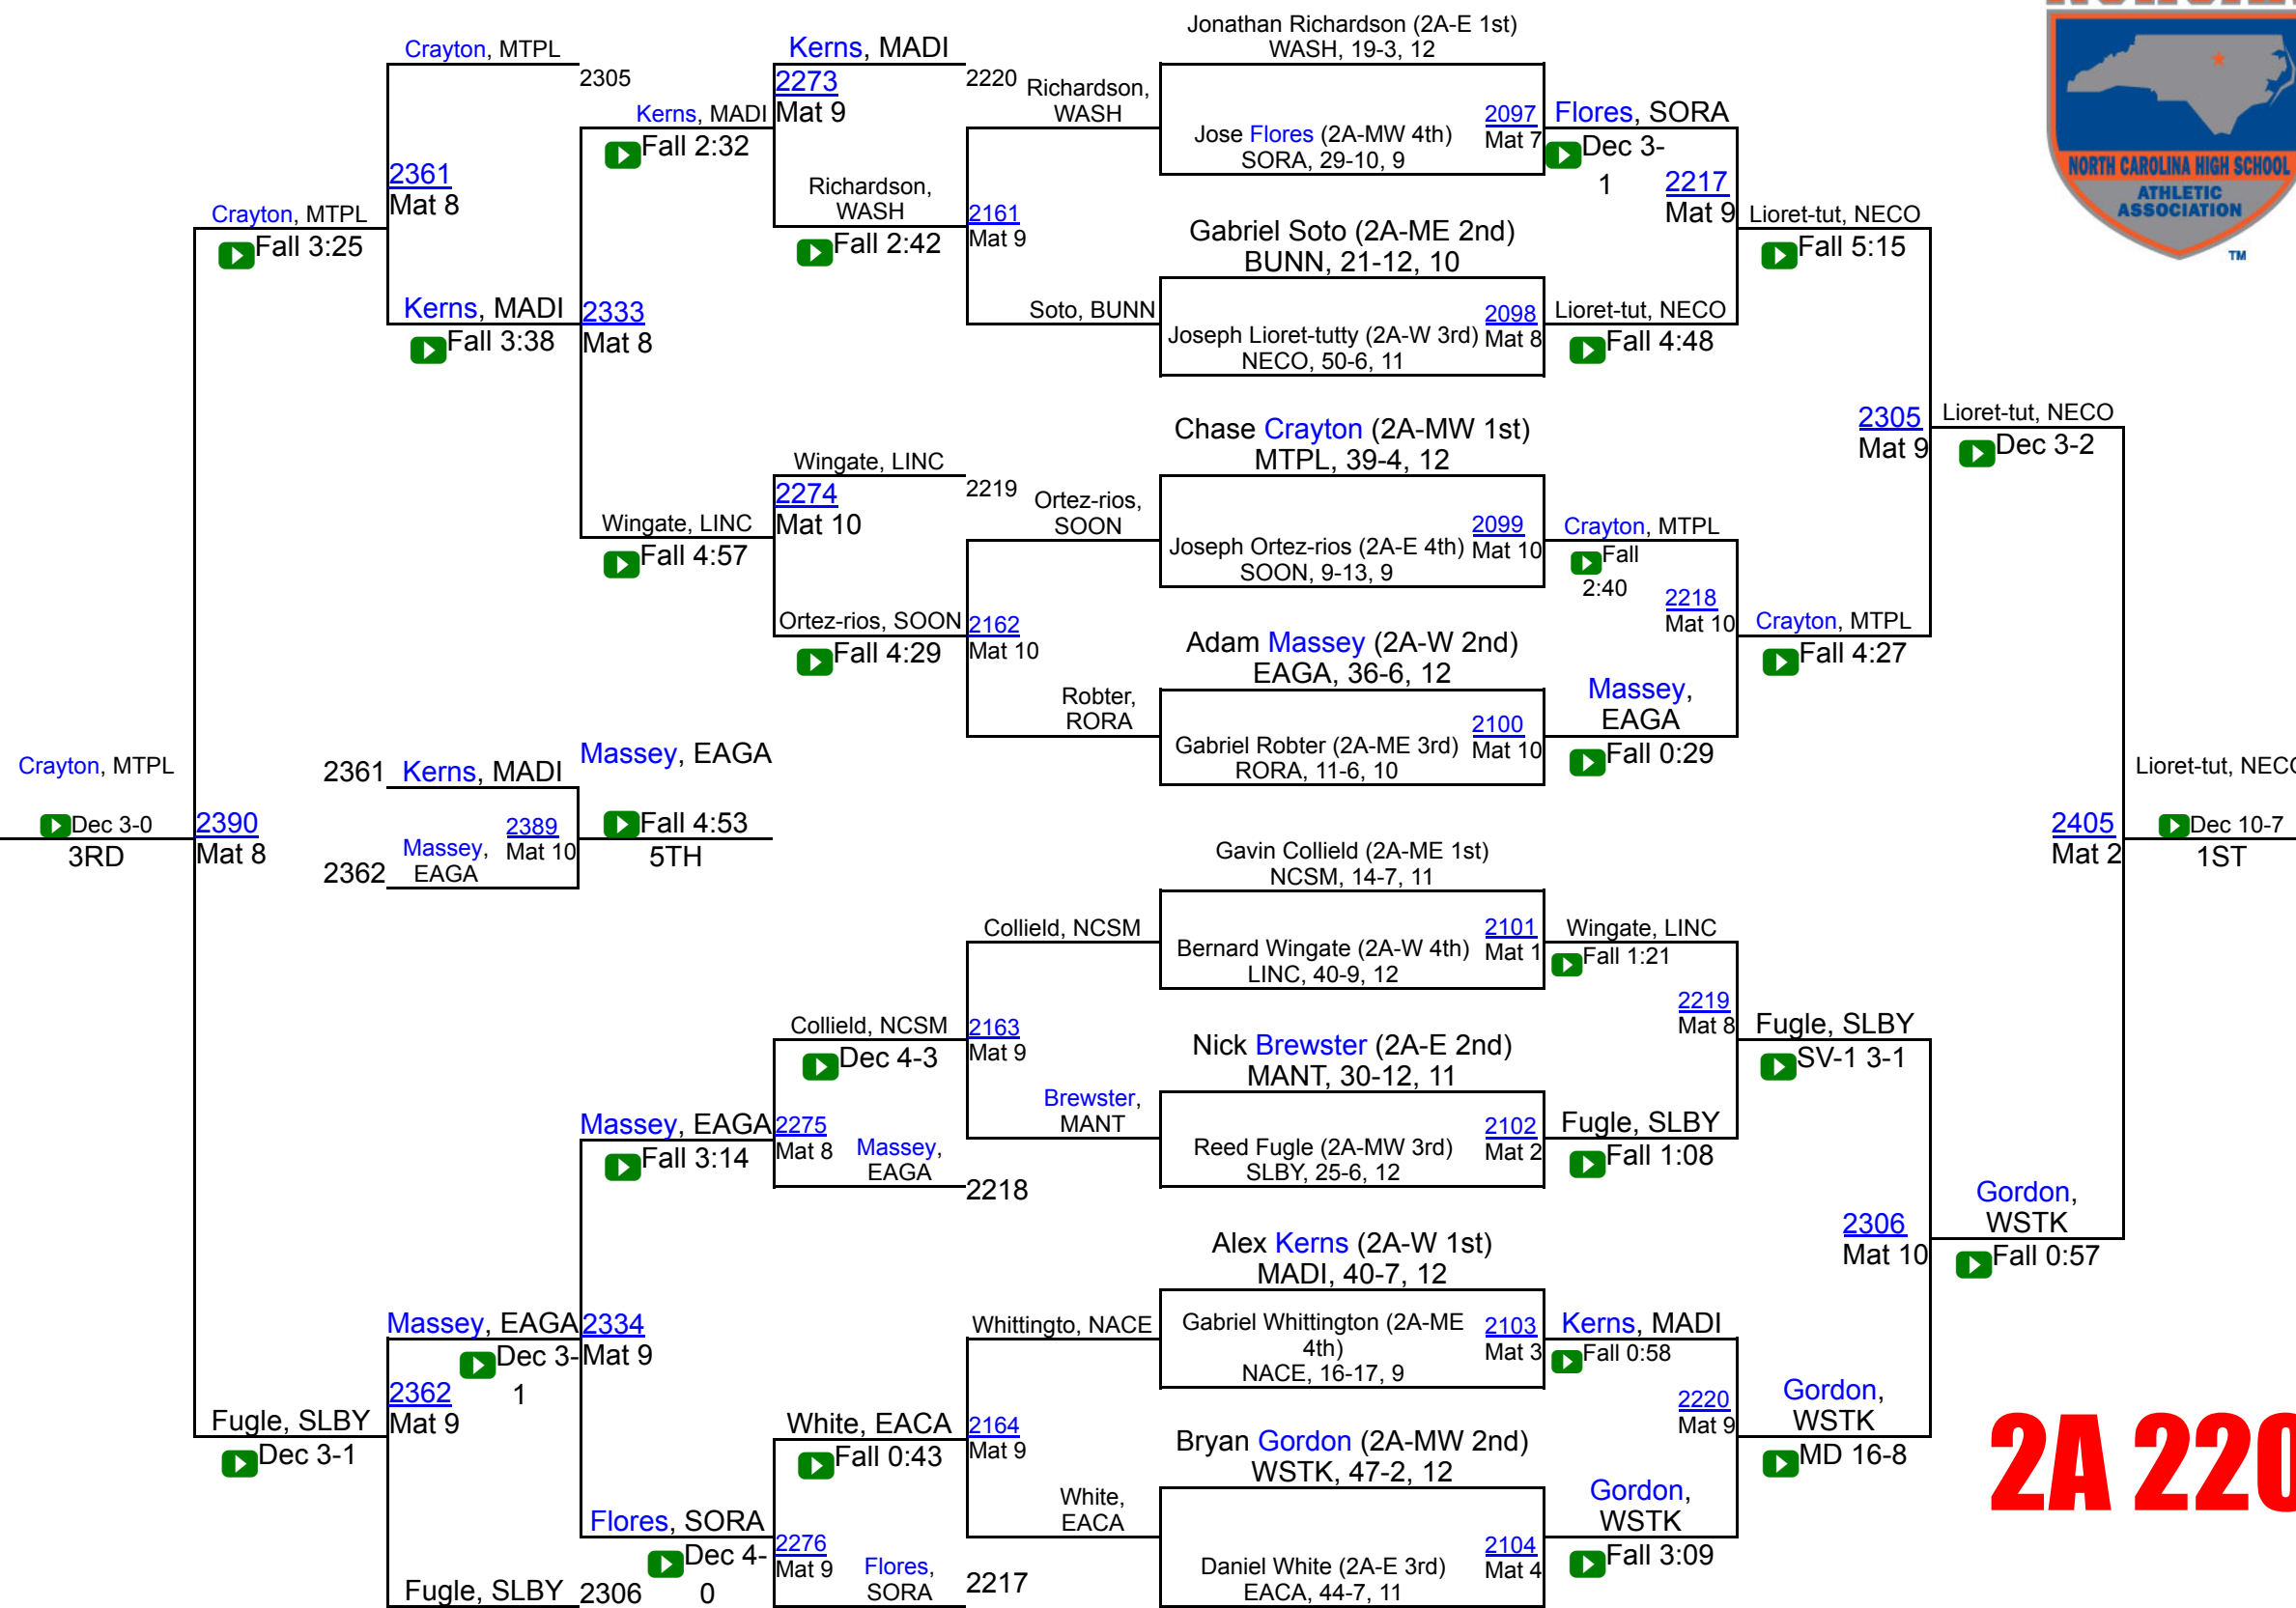 NORTH CAROLINA HIGH SCHOOL
ATHLETIC
ASSOCIATION
TM
Crayton, MTPL
2305
2361
Mat 8
Crayton, MTPL
Fall 3:25
Kerns, MADI
Fall 3:38
Kerns, MADI
Fall 2:32
2333
Mat 8
Wingate, LINC
Fall 4:57
Kerns, MADI
2220
2273
Mat 9
Richardson,
WASH
Fall 2:42
Wingate, LINC
2219
2274
Mat 10
Ortez-rios, SOON
Fall 4:29
Richardson,
WASH
2161
Mat 9
Soto, BUNN
Ortez-rios,
SOON
2162
Mat 10
Robter,
RORA
Jonathan Richardson (2A-E 1st)
WASH, 19-3, 12
Jose Flores (2A-MW 4th)
SORA, 29-10, 9
2097
Mat 7
Gabriel Soto (2A-ME 2nd)
BUNN, 21-12, 10
Joseph Lioret-tutty (2A-W 3rd)
NECO, 50-6, 11
2098
Mat 8
Chase Crayton (2A-MW 1st)
MTPL, 39-4, 12
Joseph Ortez-rios (2A-E 4th)
SOON, 9-13, 9
2099
Mat 10
Adam Massey (2A-W 2nd)
EAGA, 36-6, 12
Gabriel Robter (2A-ME 3rd)
RORA, 11-6, 10
2100
Mat 10
Flores, SORA
Dec 3-
1
2217
Mat 9
Lioret-tut, NECO
Fall 4:48
Lioret-tut, NECO
Fall 5:15
Crayton, MTPL
Fall
2:40
2218
Mat 10
Massey,
EAGA
Fall 0:29
Crayton, MTPL
Fall 4:27
2305
Mat 9
Lioret-tut, NECO
Dec 3-2
Crayton, MTPL
Dec 3-0
3RD
2390
Mat 8
2361
Kerns, MADI
2362
Massey,
EAGA
2389
Mat 10
Massey, EAGA
Fall 4:53
5TH
2405
Mat 2
Lioret-tut, NECO
Dec 10-7
1ST
Gavin Collield (2A-ME 1st)
NCSM, 14-7, 11
Bernard Wingate (2A-W 4th)
LINC, 40-9, 12
2101
Mat 1
Nick Brewster (2A-E 2nd)
MANT, 30-12, 11
Reed Fugle (2A-MW 3rd)
SLBY, 25-6, 12
2102
Mat 2
Alex Kerns (2A-W 1st)
MADI, 40-7, 12
Gabriel Whittington (2A-ME
4th)
NACE, 16-17, 9
2103
Mat 3
Bryan Gordon (2A-MW 2nd)
WSTK, 47-2, 12
Daniel White (2A-E 3rd)
EACA, 44-7, 11
2104
Mat 4
Collield, NCSM
2163
Mat 9
Brewster,
MANT
Collield, NCSM
Dec 4-3
2275
Mat 8
Massey,
EAGA
2218
Massey, EAGA
Fall 3:14
Whittingto, NACE
2164
Mat 9
White,
EACA
White, EACA
Fall 0:43
2276
Mat 9
Flores,
SORA
2217
Flores, SORA
Dec 4-
0
2334
Mat 9
Massey, EAGA
Dec 3-
1
2362
Mat 9
Fugle, SLBY
2306
Fugle, SLBY
Dec 3-1
Wingate, LINC
Fall 1:21
2219
Mat 8
Fugle, SLBY
Fall 1:08
Fugle, SLBY
SV-1 3-1
Kerns, MADI
Fall 0:58
2220
Mat 9
Gordon,
WSTK
Fall 3:09
Gordon,
WSTK
MD 16-8
2306
Mat 10
Gordon,
WSTK
Fall 0:57
2A 220